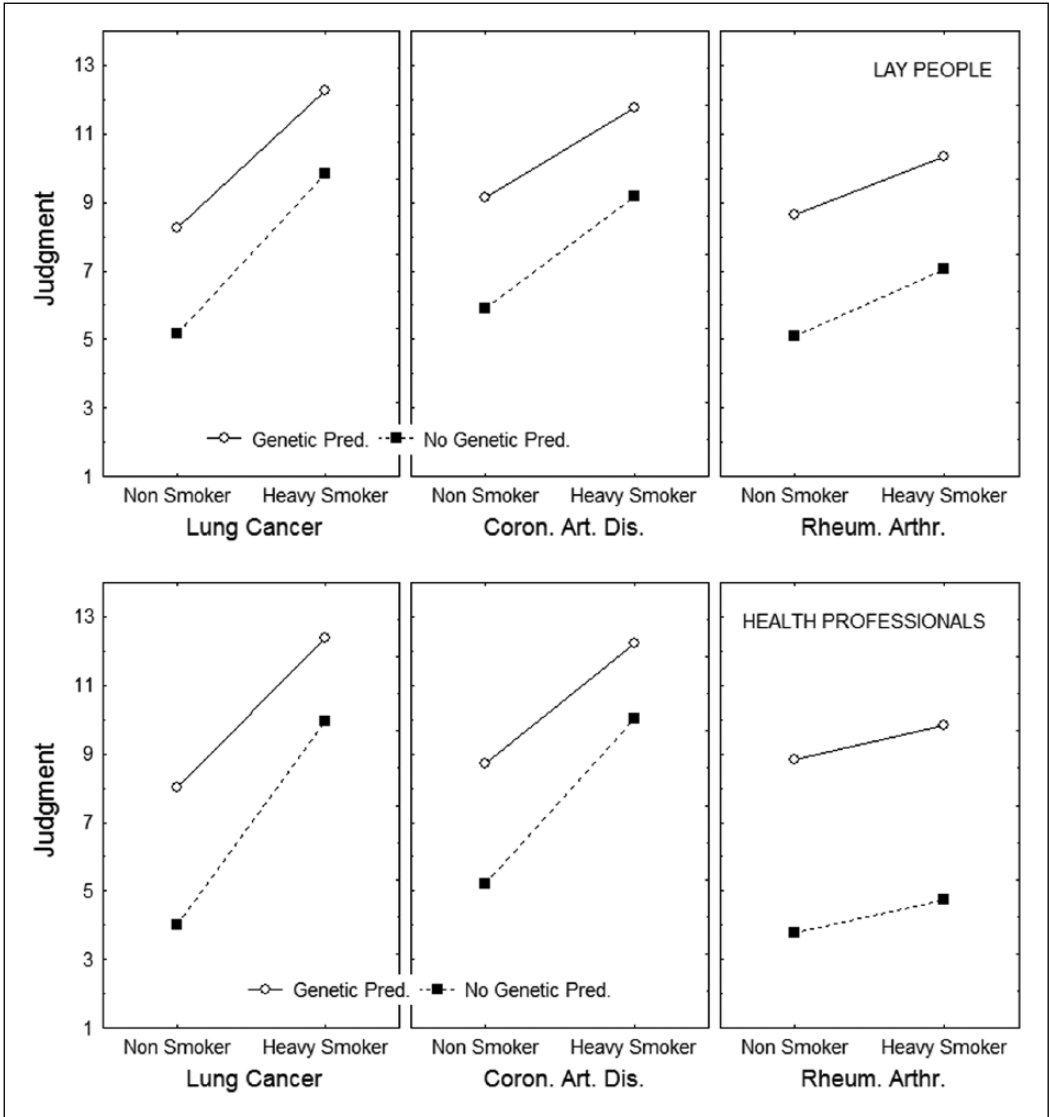 LAY PEOPLE
Judgment
13
11
9
7
5
3
1
Genetic Pred. No Genetic Pred.
Non Smoker Heavy Smoker Non Smoker Heavy Smoker Non Smoker Heavy Smoker
Lung Cancer Coron. Art. Dis. Rheum. Arthr.
HEALTH PROFESSIONALS
Judgment
13
11
9
7
5
3
1
Genetic Pred. No Genetic Pred.
Non Smoker Heavy Smoker Non Smoker Heavy Smoker Non Smoker Heavy Smoker
Lung Cancer Coron. Art. Dis. Rheum. Arthr.